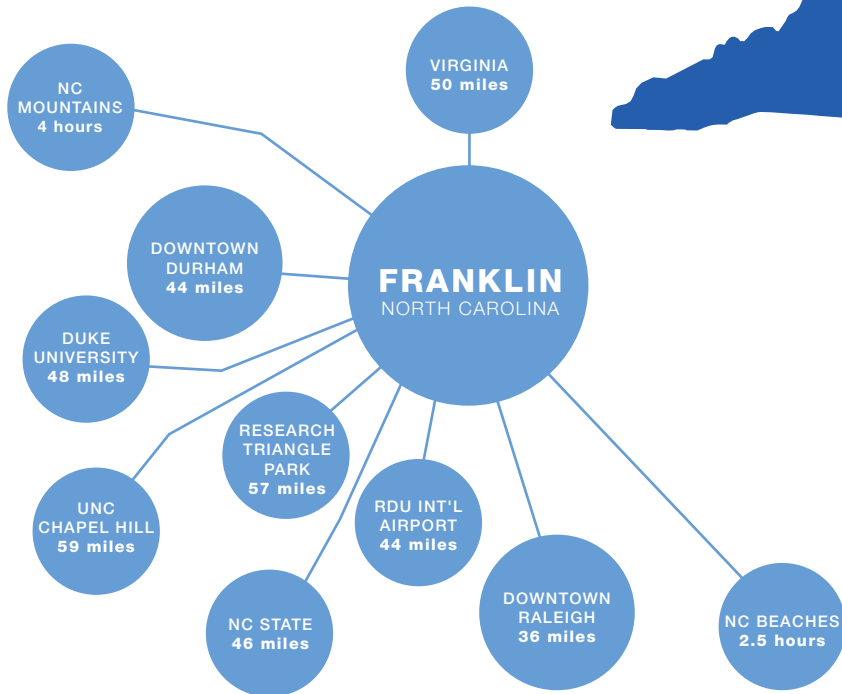 VIRGINIA
50 miles
NC
MOUNTAINS
4 hours
DOWNTOWN
DURHAM
44 miles
FRANKLIN
NORTH CAROLINA
DUKE
UNIVERSITY
48 miles
RESEARCH
TRIANGLE
PARK
57 miles
UNC
CHAPEL HILL
59 miles
RDU INT'L
AIRPORT
44 miles
NC STATE
46 miles
DOWNTOWN
RALEIGH
36 miles
NC BEACHES
2.5 hours